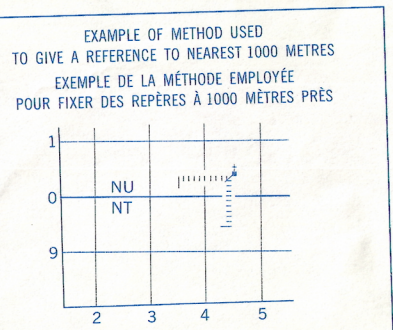 EXAMPLE OF METHOD USED
TO GIVE A REFERENCE TO NEAREST 1000 METRES
EXEMPLE DE LA MÉTHODE EMPLOYÉE
POUR FIXER DES REPÈRES À 1000 MÈTRES PRÈS
1
NU
0
NT
9
2 3 4 5